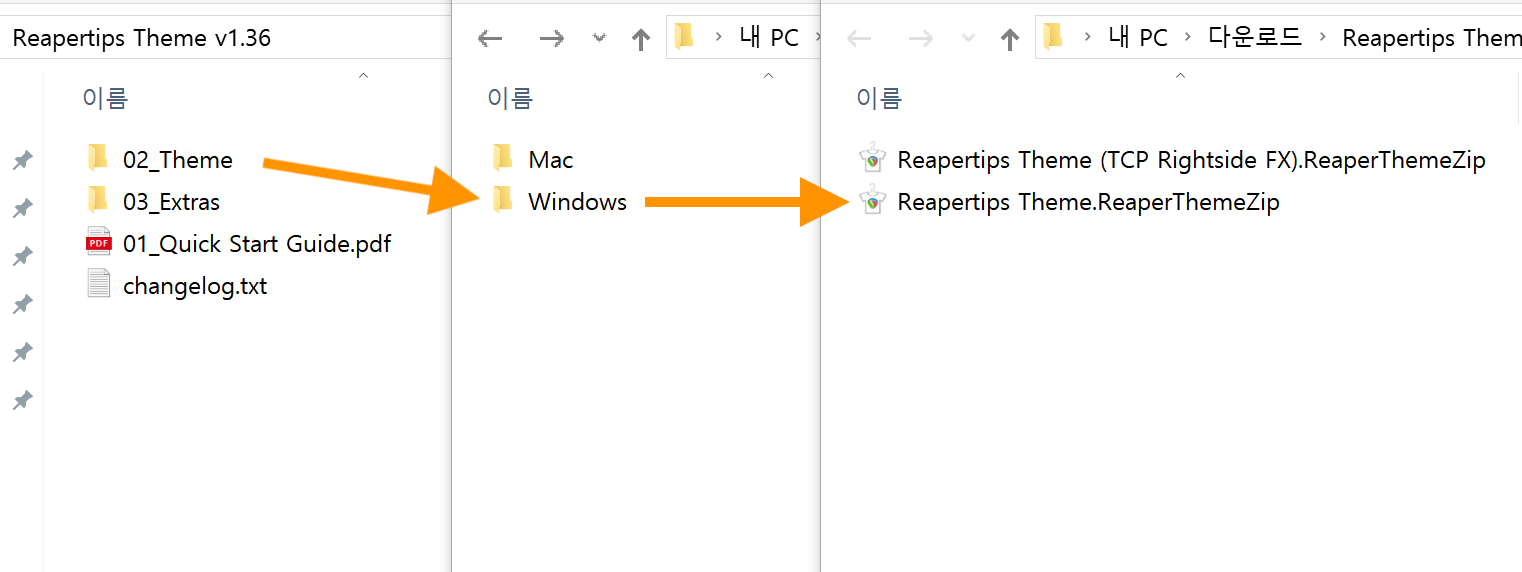 Reapertips Theme v1.36
이름
02_Theme
03_Extras
PDF
01_Quick Start Guide.pdf
changelog.txt
내 PC
이름
Mac
Windows
내 PC
다운로드
Reapertips Them
이름
Reapertips Theme (TCP Rightside FX).ReaperThemeZip
Reapertips Theme.ReaperThemeZip